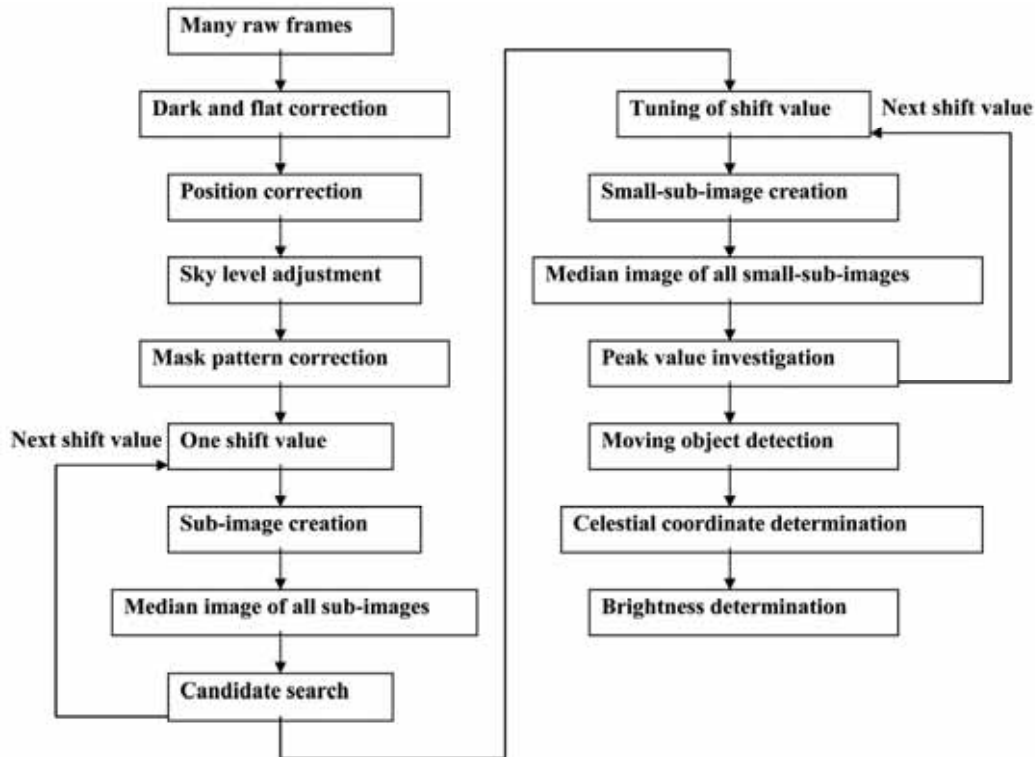 Many raw frames
Dark and flat correction
Position correction
Sky level adjustment
Mask pattern correction
Next shift value
One shift value
Sub-image creation
Median image of all sub-images
Candidate search
Tuning of shift value
Next shift value
Small-sub-image creation
Median image of all small-sub-images
Peak value investigation
Moving object detection
Celestial coordinate determination
Brightness determination